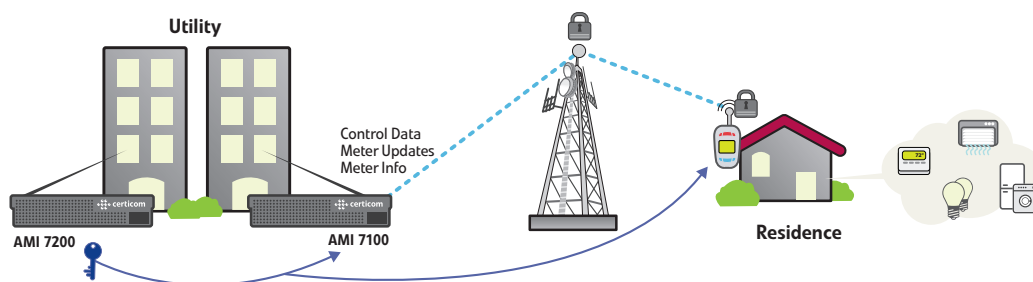 Utility
Control Data
Meter Updates
Meter Info
certicom
certicom
AMI 7200
AMI 7100
72°
Residence